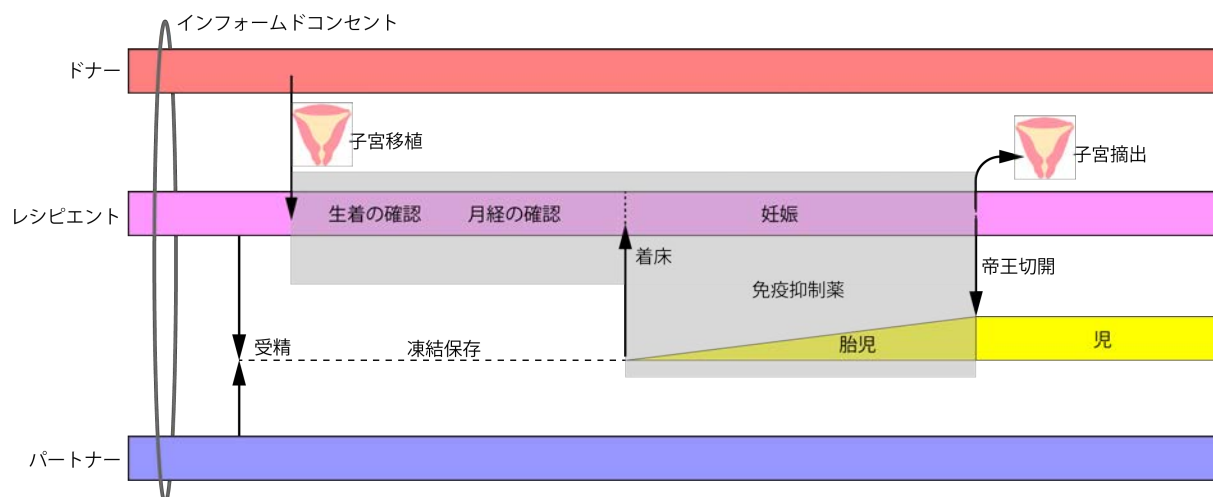 インフォームドコンセント
ドナー
子宮移植
子宮摘出
レシピエント
生着の確認
月経の確認
妊娠
着床
帝王切開
免疫抑制薬
受精
凍結保存
胎児
児
パートナー